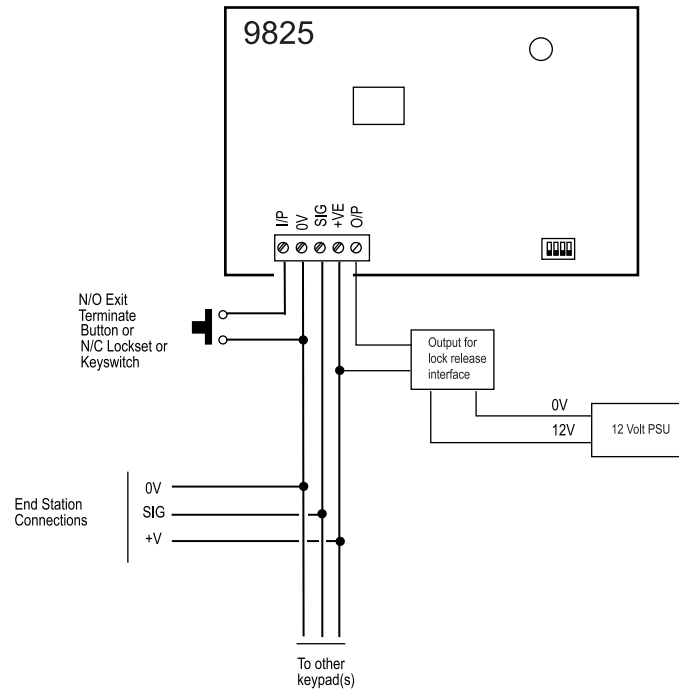 9825
I/P
0V
SIG
+VE
O/P
N/O Exit
Terminate
Button or
N/C Lockset or
Keyswitch
Output for
lock release
interface
0V
12V
12 Volt PSU
End Station
Connections
0V
SIG
+V
To other
keypad(s)